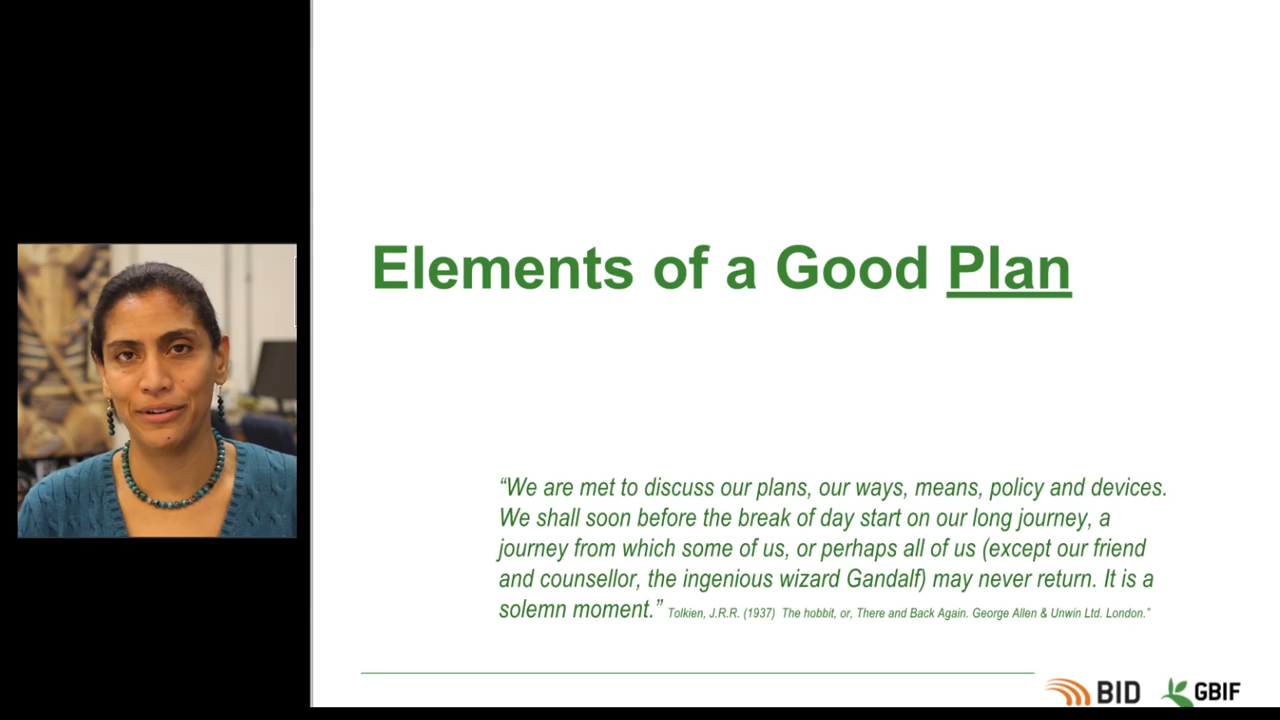 Elements of a Good Plan
“We are met to discuss our plans, our ways, means, policy and devices.
We shall soon before the break of day start on our long journey, a
journey from which some of us, or perhaps all of us (except our friend
and counsellor, the ingenious wizard Gandalf) may never return. It is a
solemn moment.” Tolkien, J.R.R. (1937) The hobbit, or, There and Back Again. George Allen & Unwin Ltd. London.”
BID GBIF